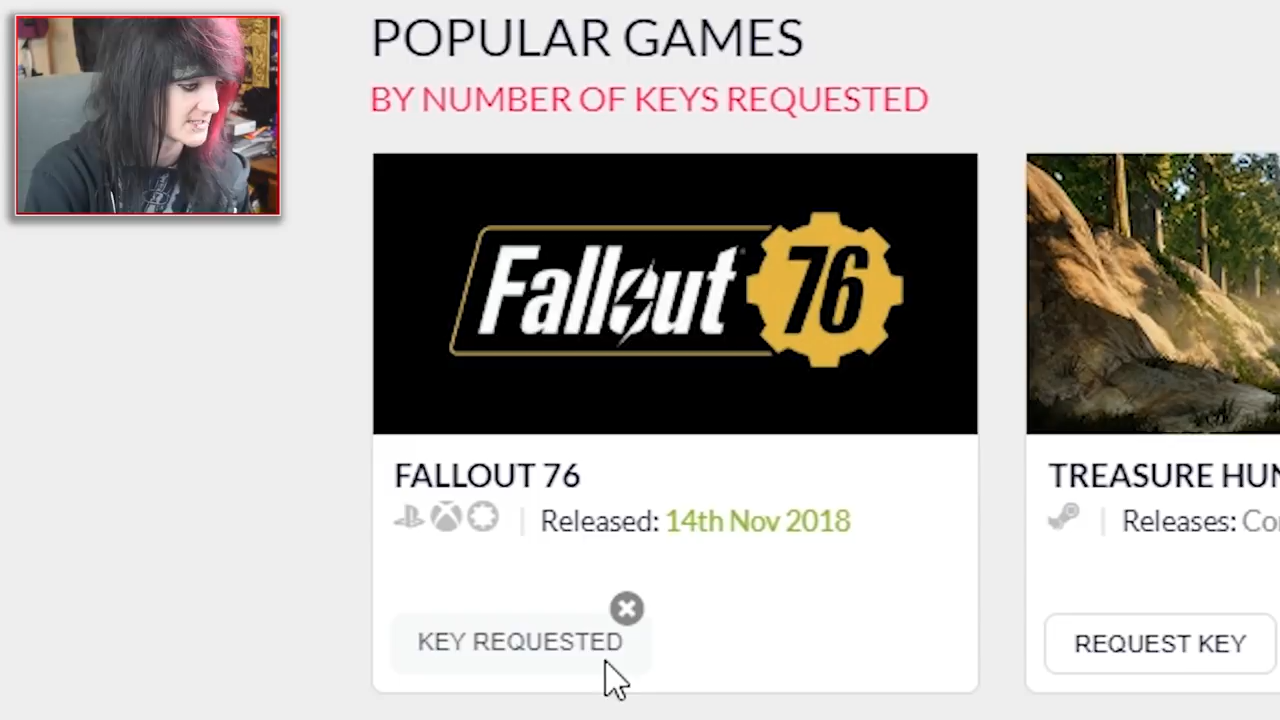 POPULAR GAMES
BY NUMBER OF KEYS REQUESTED
Fallout 76
FALLOUT 76
Released: 14th Nov 2018
KEY REQUESTED
TREASURE HUN
Releases: Co
REQUEST KEY